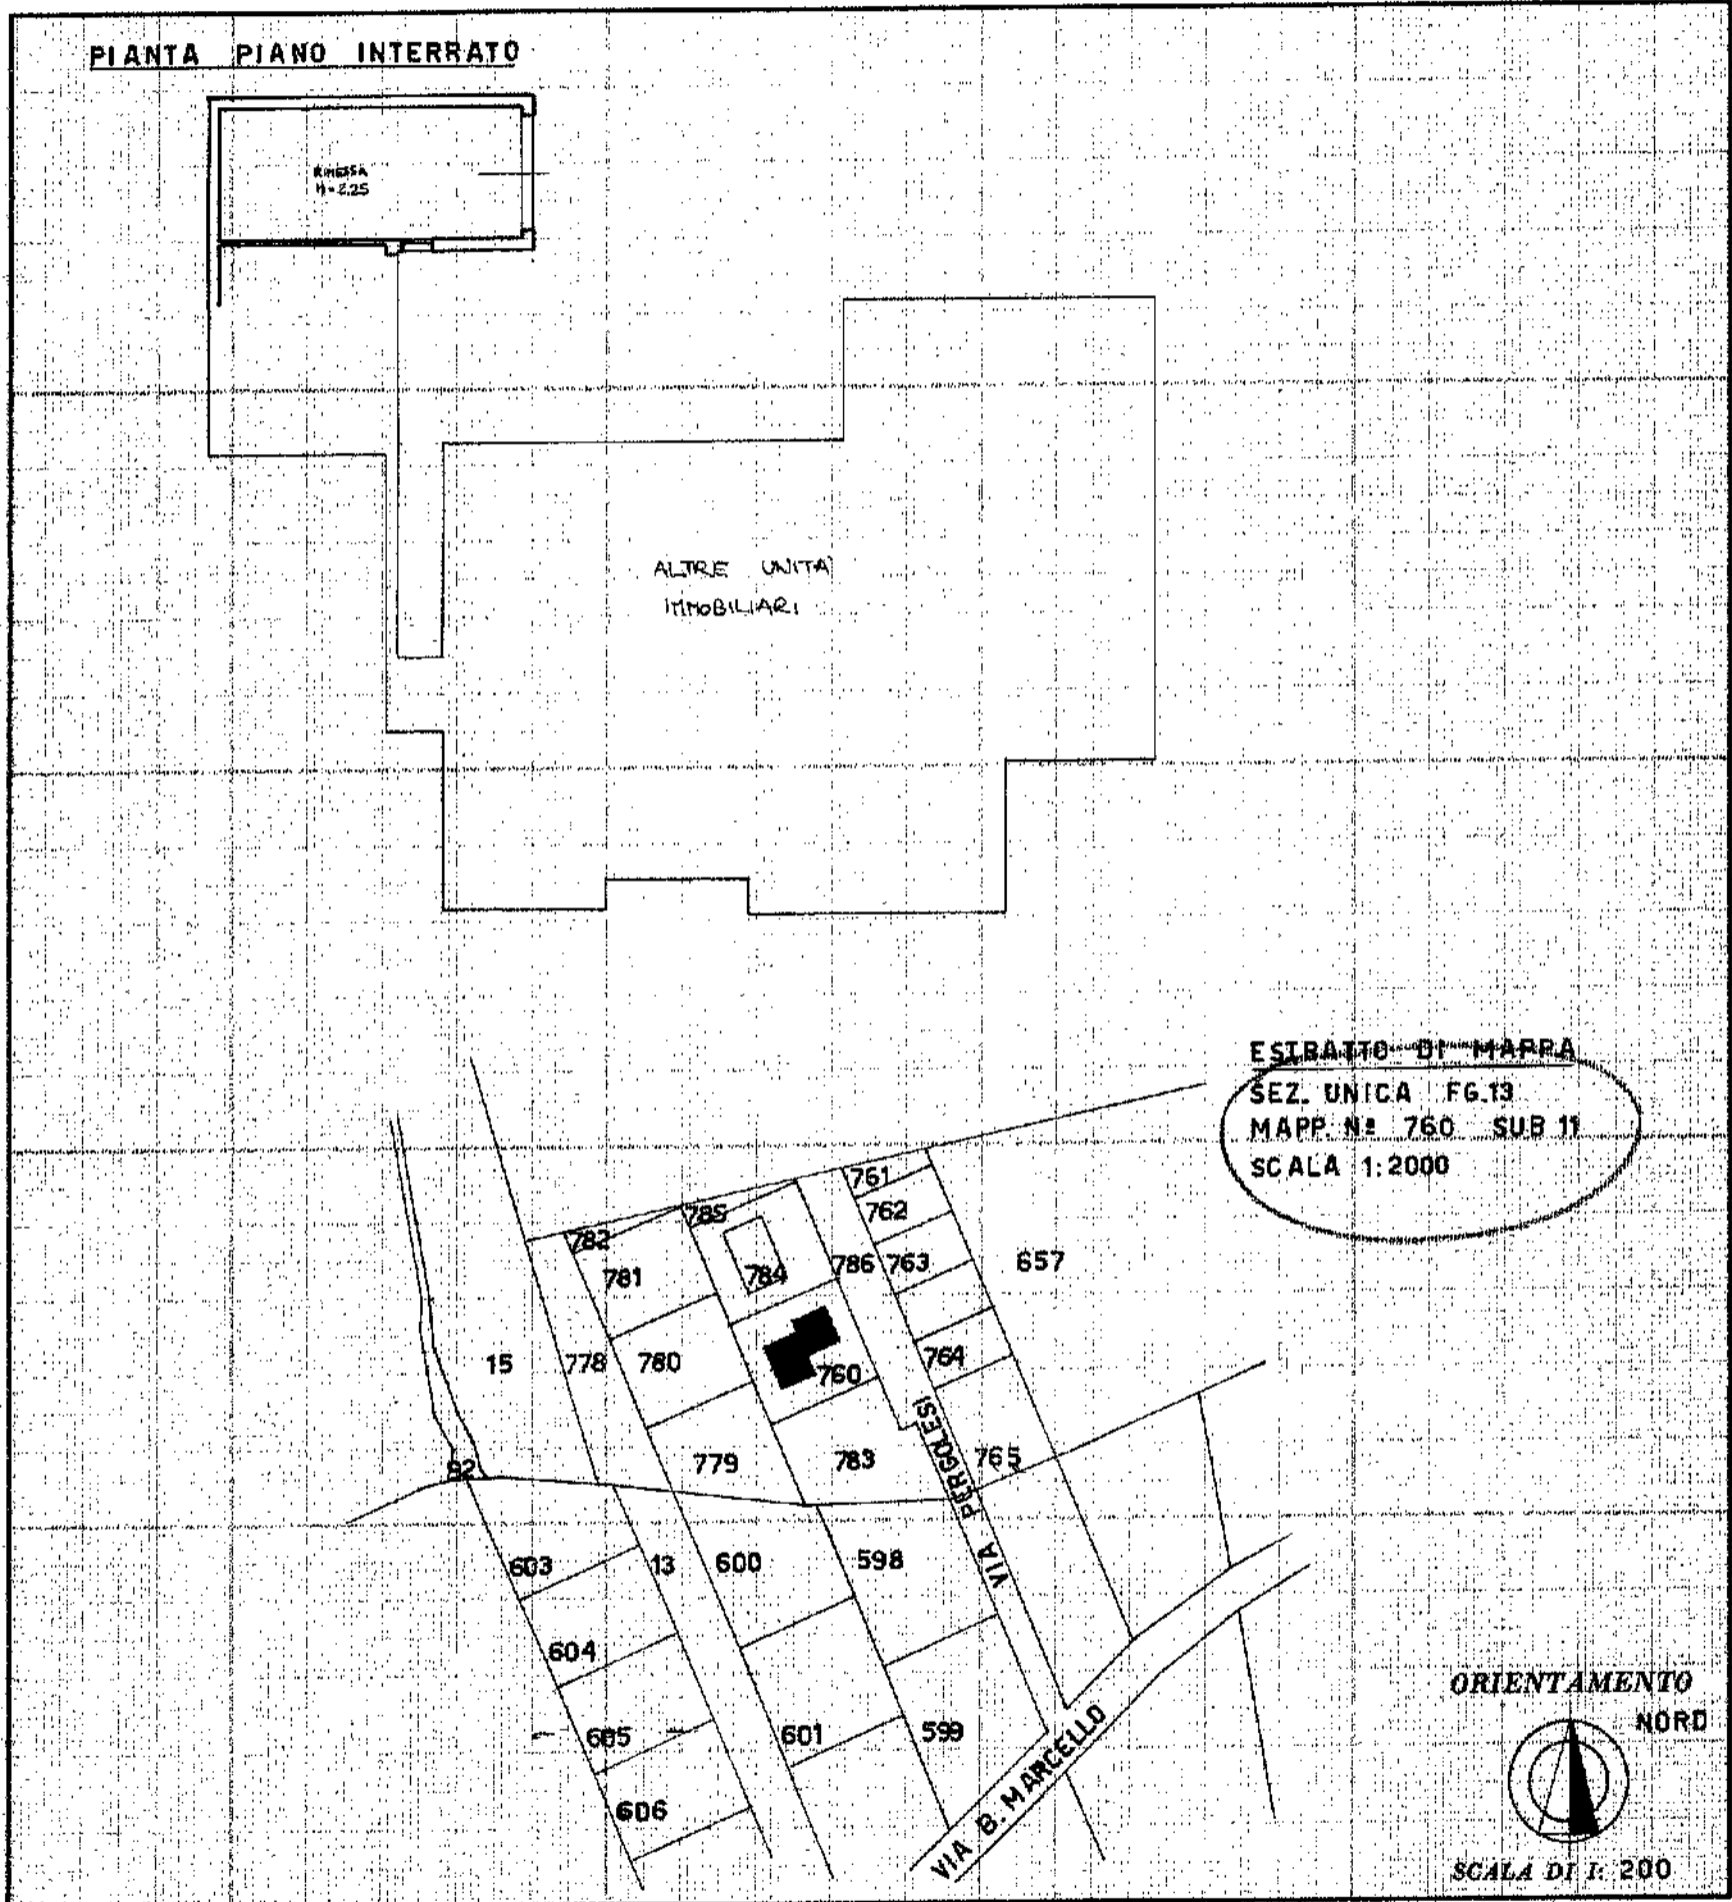 PIANTA PIANO INTERRATO
RIMESSA
H=2.25
ALTRE UNITA'
IMMOBILIARI
ESTRATTO DI MAPPA
SEZ. UNICA FG.13
MAPP. Nº 760 SUB 11
SCALA 1:2000
761
785
762
782
781
784
786
763
657
15
778
780
760
764
779
783
VIA PERGOLESI
765
92
603
13
600
598
604
605
601
599
606
VIA B. MARCELLO
ORIENTAMENTO
NORD
SCALA DI 1: 200